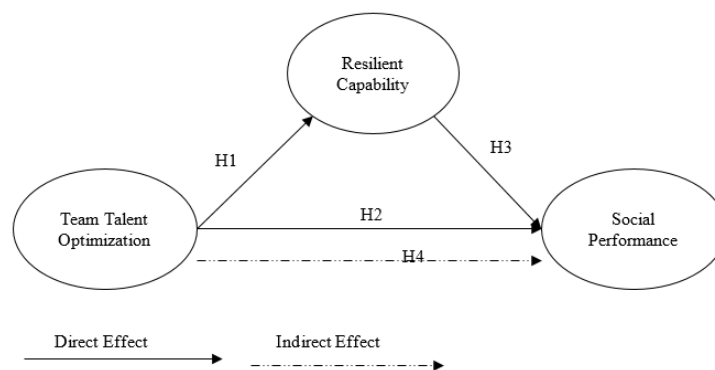 Resilient
Capability
H1
H3
Team Talent
Optimization
H2
Social
Performance
H4
Direct Effect
Indirect Effect